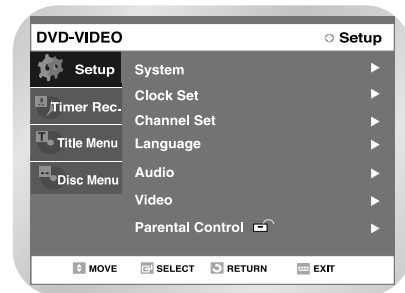 DVD-VIDEO Setup
Setup
Timer Rec.
Title Menu
Disc Menu
System
Clock Set
Channel Set
Language
Audio
Video
Parental Control
MOVE SELECT RETURN EXIT